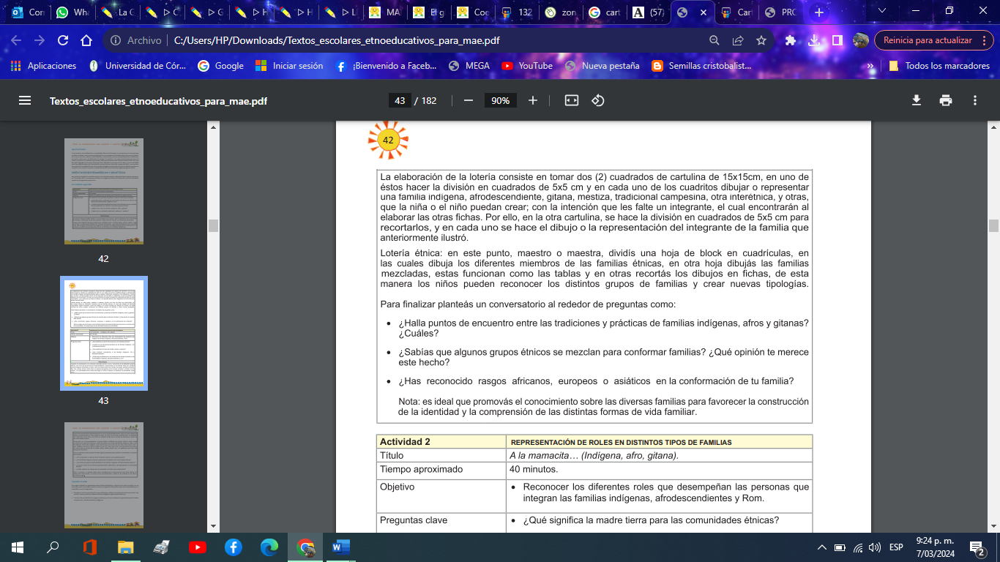 Con
Wha
La G
C
G
H
H
Li
MA
El g
Coc
132
zon
cart
(57)
Cart
PRC
Archivo
C:/Users/HP/Downloads/Textos_escolares_etnoeducativos_para_mae.pdf
Reinicia para actualizar
Aplicaciones
Universidad de Cór...
Google
Iniciar sesión
¡Bienvenido a Faceb...
MEGA
YouTube
Nueva pestaña
Semillas cristobalist...
»
Todos los marcadores
Textos_escolares_etnoeducativos_para_mae.pdf
43 / 182
90%
42
43
42
La elaboración de la lotería consiste en tomar dos (2) cuadrados de cartulina de 15x15cm, en uno de
éstos hacer la división en cuadrados de 5x5 cm y en cada uno de los cuadritos dibujar o representar
una familia indígena, afrodescendiente, gitana, mestiza, tradicional campesina, otra interétnica, y otras,
que la niña o el niño puedan crear; con la intención que les falte un integrante, el cual encontrarán al
elaborar las otras fichas. Por ello, en la otra cartulina, se hace la división en cuadrados de 5x5 cm para
recortarlos, y en cada uno se hace el dibujo o la representación del integrante de la familia que
anteriormente ilustró.
Lotería étnica: en este punto, maestro o maestra, dividís una hoja de block en cuadrículas, en
las cuales dibuja los diferentes miembros de las familias étnicas, en otra hoja dibujás las familias
mezcladas, estas funcionan como las tablas y en otras recortás los dibujos en fichas, de esta
manera los niños pueden reconocer los distintos grupos de familias y crear nuevas tipologías.
Para finalizar planteás un conversatorio al rededor de preguntas como:
• ¿Halla puntos de encuentro entre las tradiciones y prácticas de familias indígenas, afros y gitanas?
¿Cuáles?
• ¿Sabías que algunos grupos étnicos se mezclan para conformar familias? ¿Qué opinión te merece
este hecho?
• ¿Has reconocido rasgos africanos, europeos o asiáticos en la conformación de tu familia?
Nota: es ideal que promovás el conocimiento sobre las diversas familias para favorecer la construcción
de la identidad y la comprensión de las distintas formas de vida familiar.
Actividad 2 REPRESENTACIÓN DE ROLES EN DISTINTOS TIPOS DE FAMILIAS
Título A la mamacita… (Indígena, afro, gitana).
Tiempo aproximado 40 minutos.
Objetivo • Reconocer los diferentes roles que desempeñan las personas que
integran las familias indígenas, afrodescendientes y Rom.
Preguntas clave • ¿Qué significa la madre tierra para las comunidades étnicas?
ESP
9:24 p. m.
7/03/2024
2